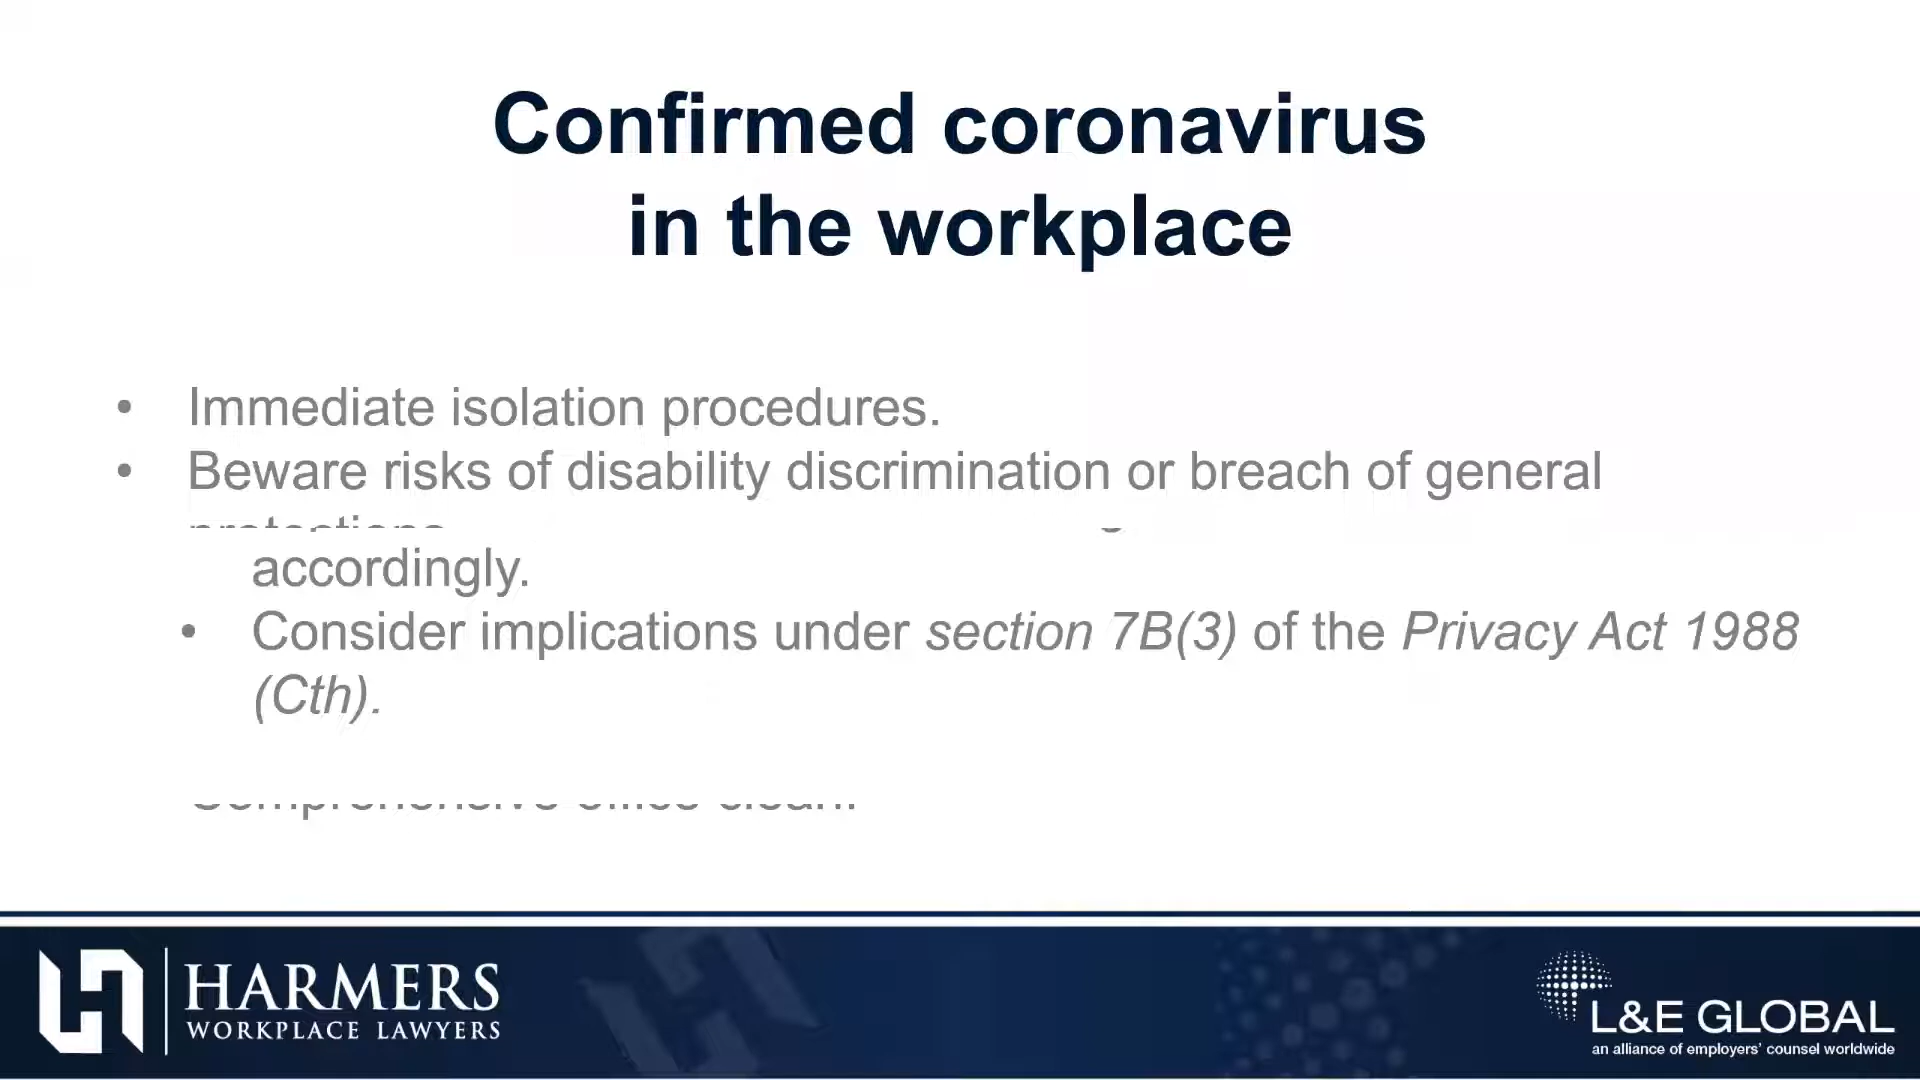 Confirmed coronavirus
in the workplace
• Immediate isolation procedures.
• Beware risks of disability discrimination or breach of general
protections
accordingly.
• Consider implications under section 7B(3) of the Privacy Act 1988
(Cth).
Comprehensive office clean.
HARMERS
WORKPLACE LAWYERS
L&E GLOBAL
an alliance of employers' counsel worldwide